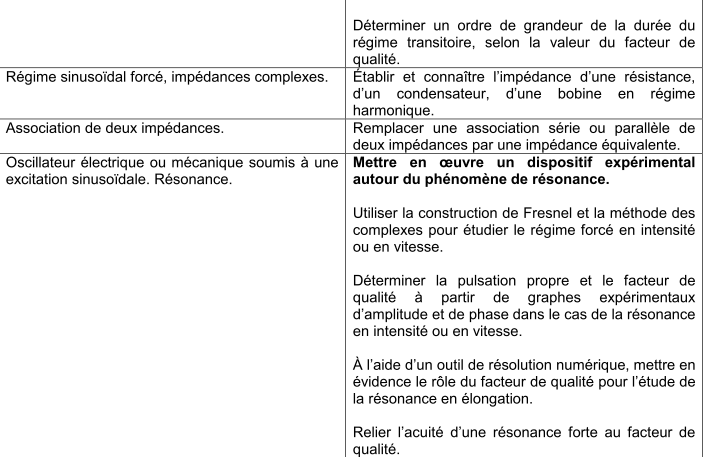 Déterminer un ordre de grandeur de la durée du
régime transitoire, selon la valeur du facteur de
qualité.
Régime sinusoïdal forcé, impédances complexes.
Établir et connaître l’impédance d’une résistance,
d’un condensateur, d’une bobine en régime
harmonique.
Association de deux impédances.
Remplacer une association série ou parallèle de
deux impédances par une impédance équivalente.
Oscillateur électrique ou mécanique soumis à une
excitation sinusoïdale. Résonance.
Mettre en œuvre un dispositif expérimental
autour du phénomène de résonance.
Utiliser la construction de Fresnel et la méthode des
complexes pour étudier le régime forcé en intensité
ou en vitesse.
Déterminer la pulsation propre et le facteur de
qualité à partir de graphes expérimentaux
d’amplitude et de phase dans le cas de la résonance
en intensité ou en vitesse.
À l’aide d’un outil de résolution numérique, mettre en
évidence le rôle du facteur de qualité pour l’étude de
la résonance en élongation.
Relier l’acuité d’une résonance forte au facteur de
qualité.